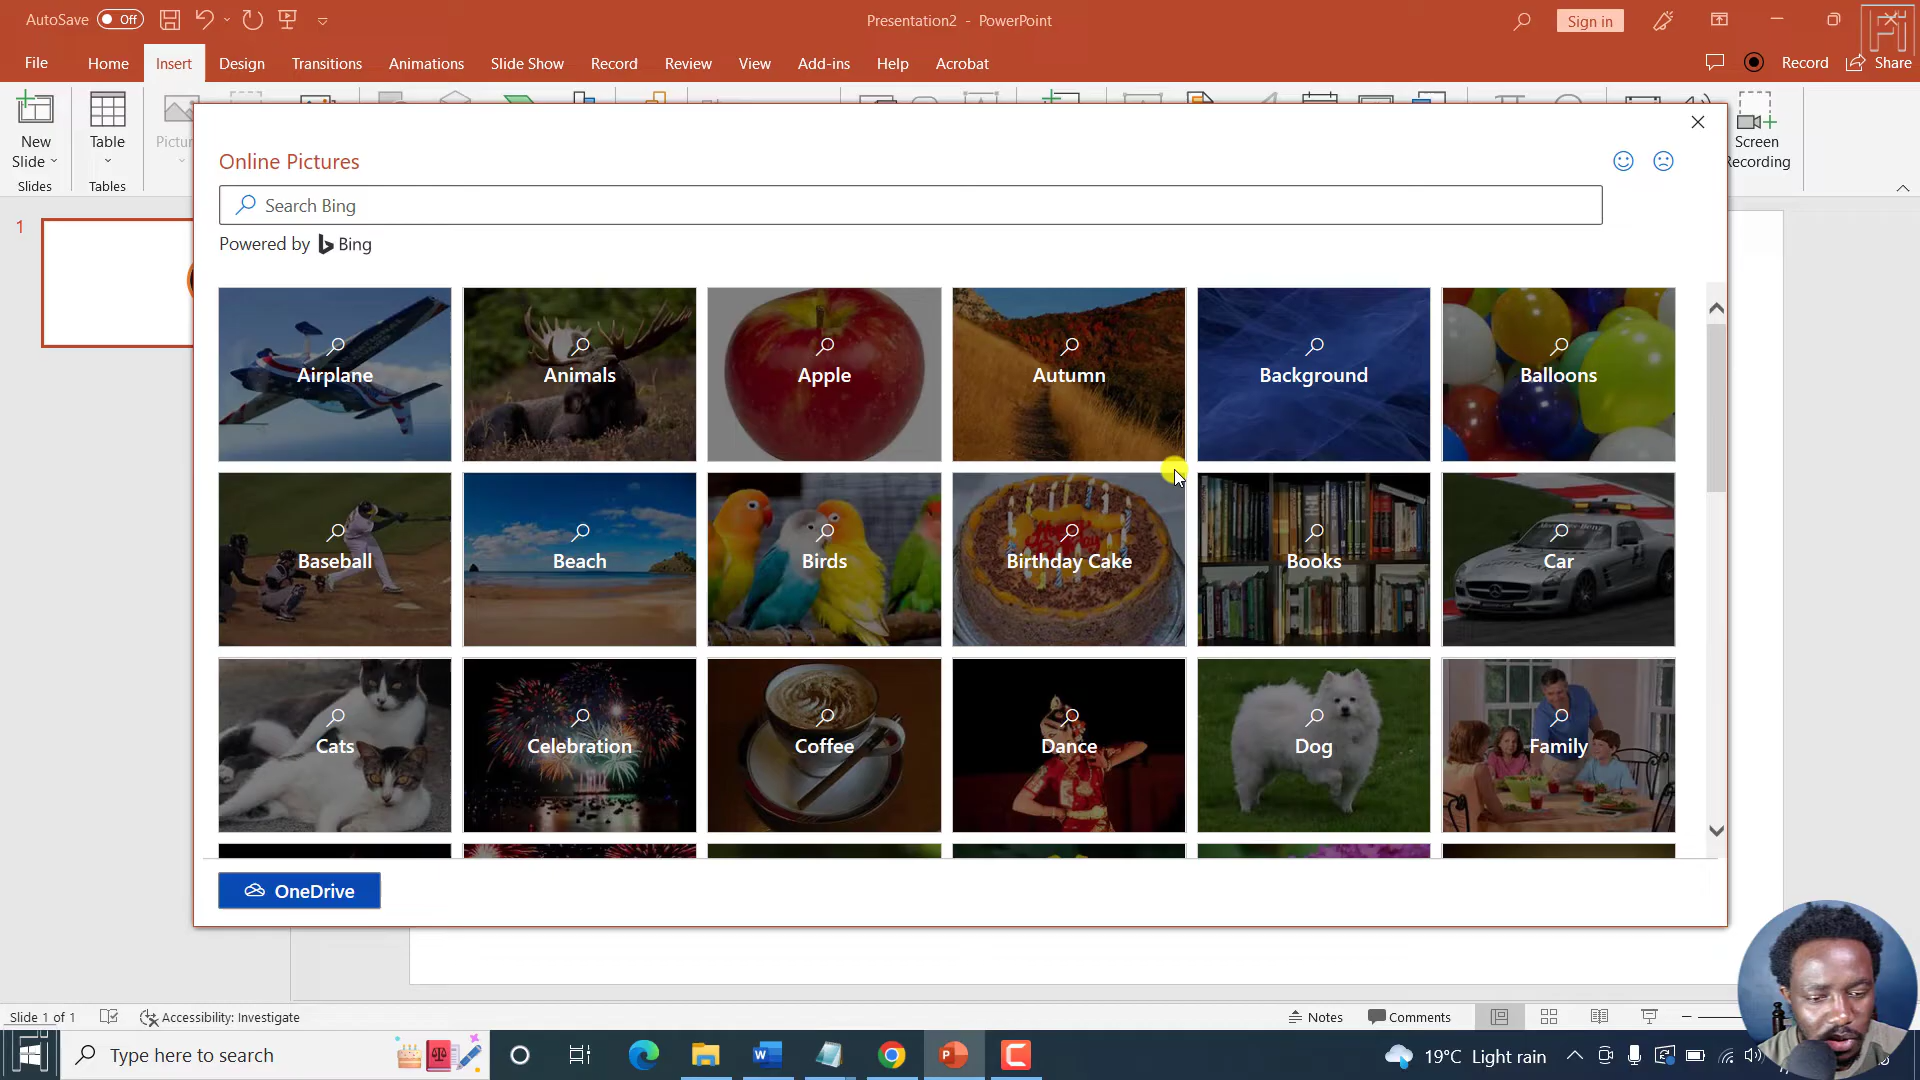 AutoSave Off
Presentation2 - PowerPoint
Sign in
File Home Insert Design Transitions Animations Slide Show Record Review View Add-ins Help Acrobat
Record Share
New
Slide
Slides
Table
Tables
Screen
Recording
Online Pictures
Search Bing
Powered by Bing
1
Airplane Animals Apple Autumn Background Balloons
Baseball Beach Birds Birthday Cake Books Car
Cats Celebration Coffee Dance Dog Family
OneDrive
Slide 1 of 1 Accessibility: Investigate
Notes Comments
Type here to search
19°C Light rain